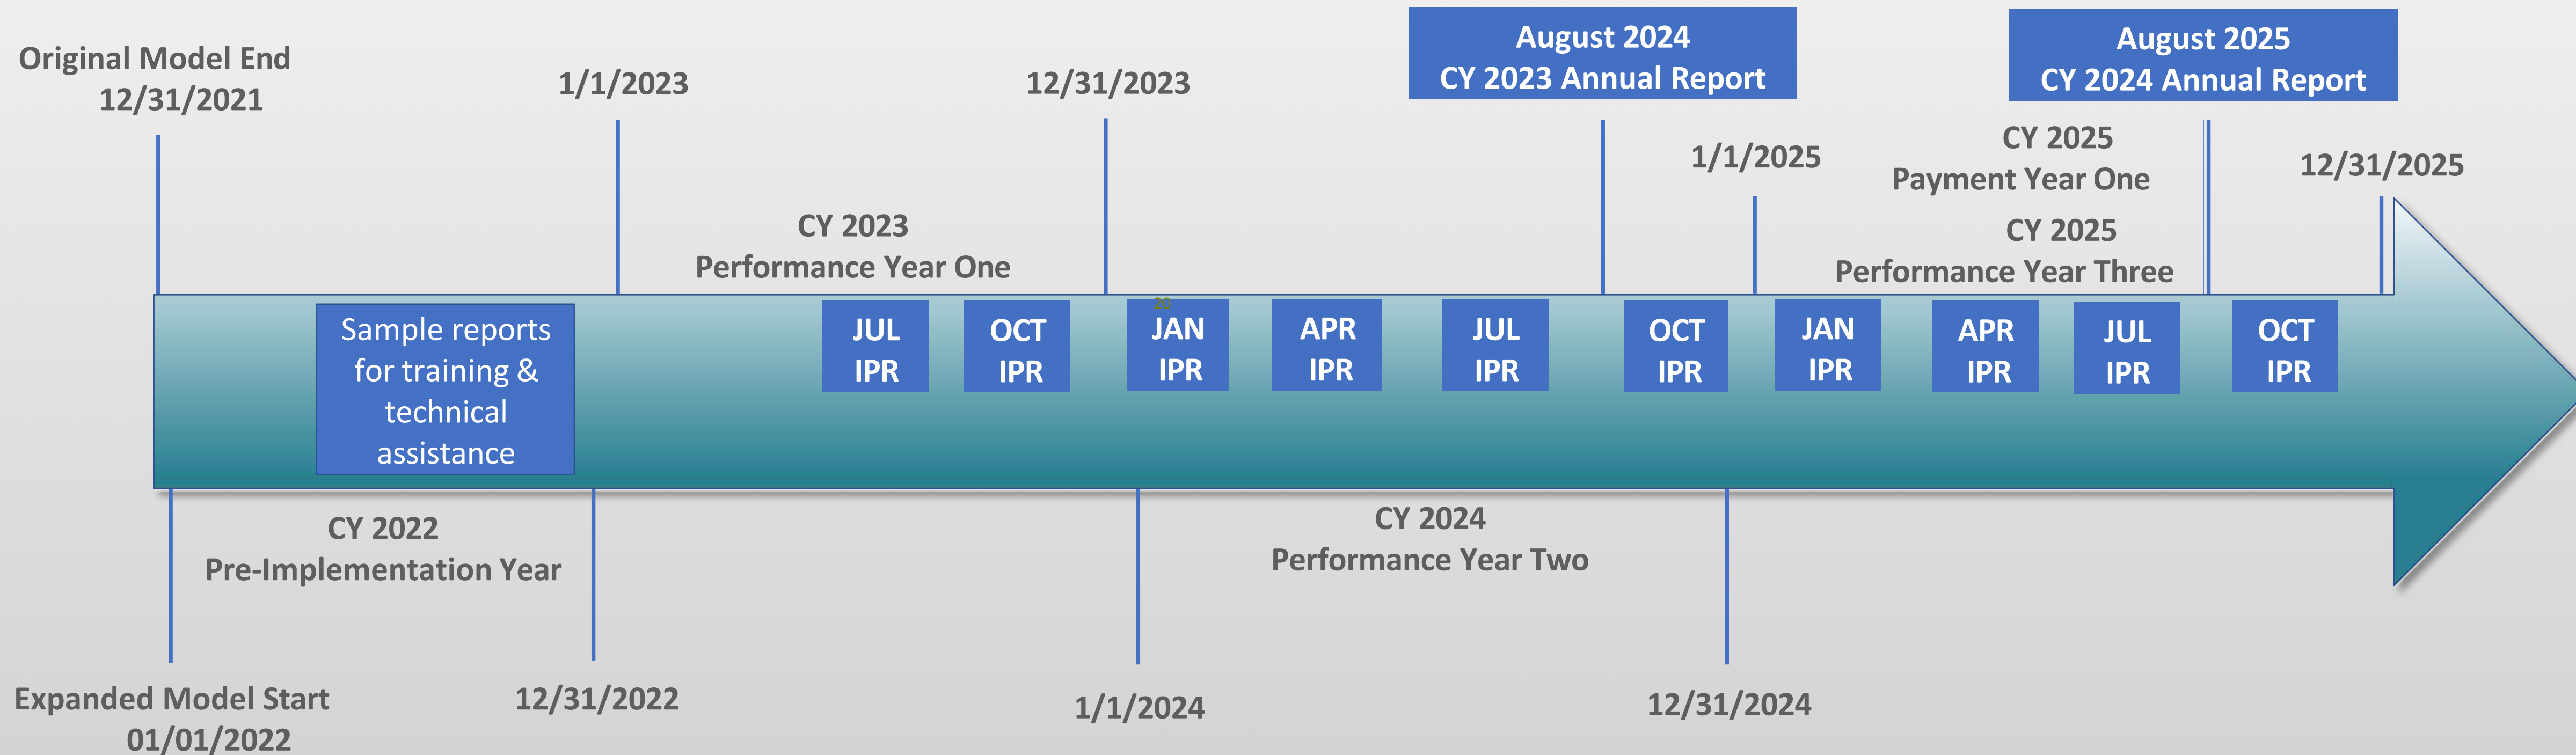 Original Model End
12/31/2021
1/1/2023
12/31/2023
August 2024
CY 2023 Annual Report
August 2025
CY 2024 Annual Report
1/1/2025
CY 2025
Payment Year One
12/31/2025
CY 2023
Performance Year One
CY 2025
Performance Year Three
Sample reports
for training &
technical
assistance
JUL
IPR
OCT
IPR
20
JAN
IPR
APR
IPR
JUL
IPR
OCT
IPR
JAN
IPR
APR
IPR
JUL
IPR
OCT
IPR
CY 2022
Pre-Implementation Year
CY 2024
Performance Year Two
Expanded Model Start
01/01/2022
12/31/2022
1/1/2024
12/31/2024